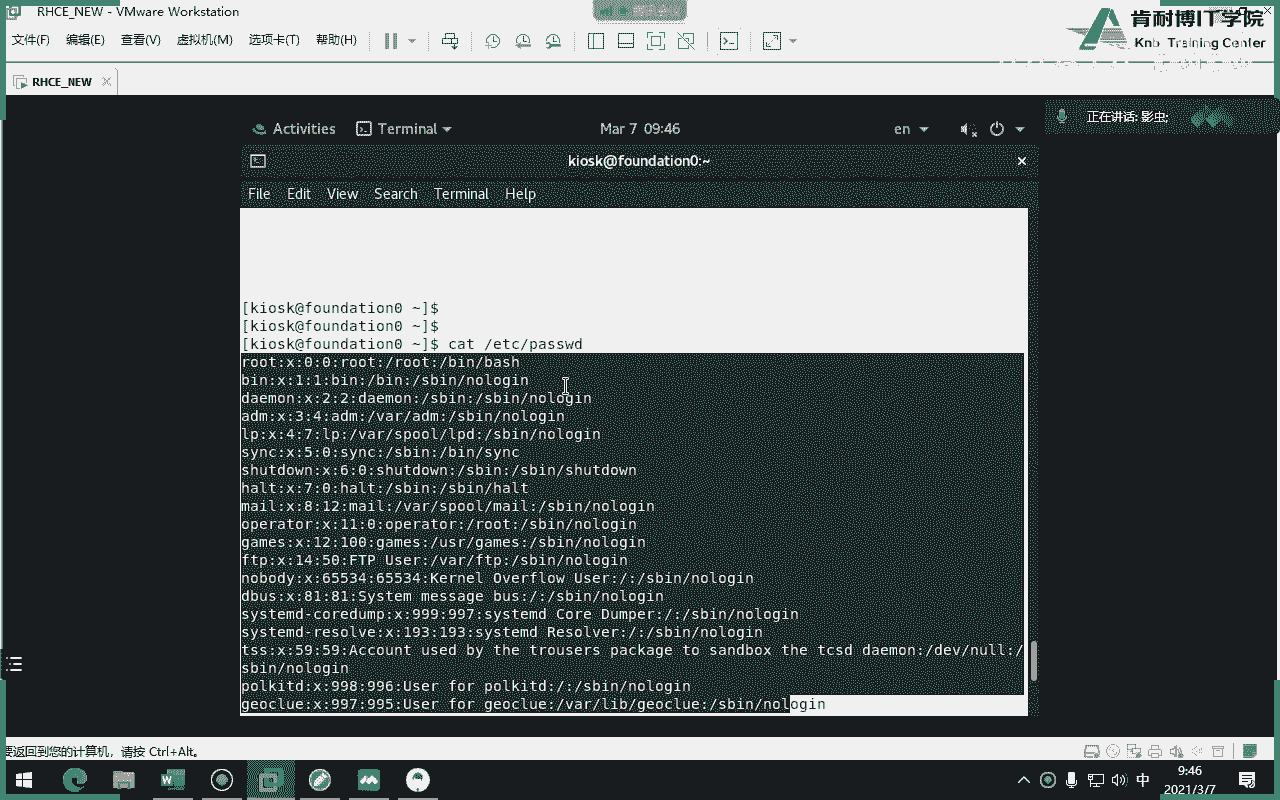 RHCE_NEW - VMware Workstation
文件(F) 编辑(E) 查看(V) 虚拟机(M) 选项卡(T) 帮助(H)
肯耐博IT学院
Knb Training Center
RHCE_NEW
Activities Terminal Mar 7 09:46 en
正在讲话: 影虫;
kiosk@foundation0:~
File Edit View Search Terminal Help
[kiosk@foundation0 ~]$
[kiosk@foundation0 ~]$
[kiosk@foundation0 ~]$ cat /etc/passwd
root:x:0:0:root:/root:/bin/bash
bin:x:1:1:bin:/bin:/sbin/nologin
daemon:x:2:2:daemon:/sbin:/sbin/nologin
adm:x:3:4:adm:/var/adm:/sbin/nologin
lp:x:4:7:lp:/var/spool/lpd:/sbin/nologin
sync:x:5:0:sync:/sbin:/bin/sync
shutdown:x:6:0:shutdown:/sbin:/sbin/shutdown
halt:x:7:0:halt:/sbin:/sbin/halt
mail:x:8:12:mail:/var/spool/mail:/sbin/nologin
operator:x:11:0:operator:/root:/sbin/nologin
games:x:12:100:games:/usr/games:/sbin/nologin
ftp:x:14:50:FTP User:/var/ftp:/sbin/nologin
nobody:x:65534:65534:Kernel Overflow User:/:/sbin/nologin
dbus:x:81:81:System message bus:/:/sbin/nologin
systemd-coredump:x:999:997:systemd Core Dumper:/:/sbin/nologin
systemd-resolve:x:193:193:systemd Resolver:/:/sbin/nologin
tss:x:59:59:Account used by the trousers package to sandbox the tcsd daemon:/dev/null:/
sbin/nologin
polkitd:x:998:996:User for polkitd:/:/sbin/nologin
geoclue:x:997:995:User for geoclue:/var/lib/geoclue:/sbin/nologin
要返回到您的计算机，请按 Ctrl+Alt。
中
9:46
2021/3/7